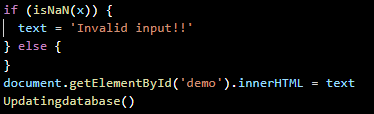 if (isNaN(x)) {
  text = 'Invalid input!!'
} else {
}
document.getElementById('demo').innerHTML = text
Updatingdatabase()